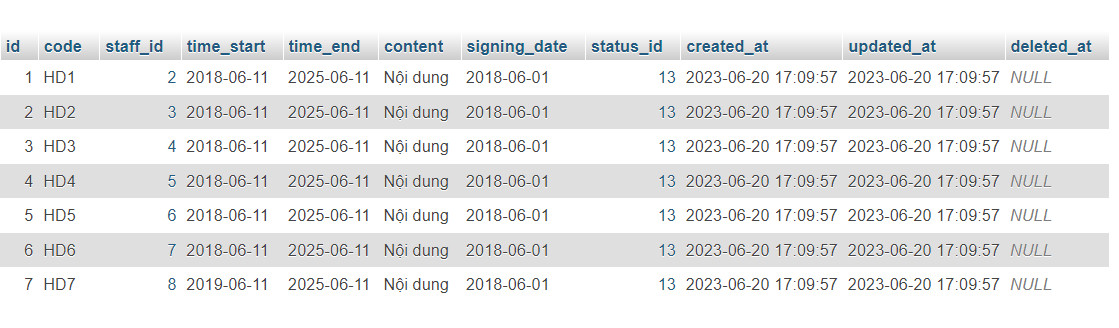 id code staff_id time_start time_end content signing_date status_id created_at updated_at deleted_at
1 HD1 2 2018-06-11 2025-06-11 Nội dung 2018-06-01 13 2023-06-20 17:09:57 2023-06-20 17:09:57 NULL
2 HD2 3 2018-06-11 2025-06-11 Nội dung 2018-06-01 13 2023-06-20 17:09:57 2023-06-20 17:09:57 NULL
3 HD3 4 2018-06-11 2025-06-11 Nội dung 2018-06-01 13 2023-06-20 17:09:57 2023-06-20 17:09:57 NULL
4 HD4 5 2018-06-11 2025-06-11 Nội dung 2018-06-01 13 2023-06-20 17:09:57 2023-06-20 17:09:57 NULL
5 HD5 6 2018-06-11 2025-06-11 Nội dung 2018-06-01 13 2023-06-20 17:09:57 2023-06-20 17:09:57 NULL
6 HD6 7 2018-06-11 2025-06-11 Nội dung 2018-06-01 13 2023-06-20 17:09:57 2023-06-20 17:09:57 NULL
7 HD7 8 2019-06-11 2025-06-11 Nội dung 2018-06-01 13 2023-06-20 17:09:57 2023-06-20 17:09:57 NULL